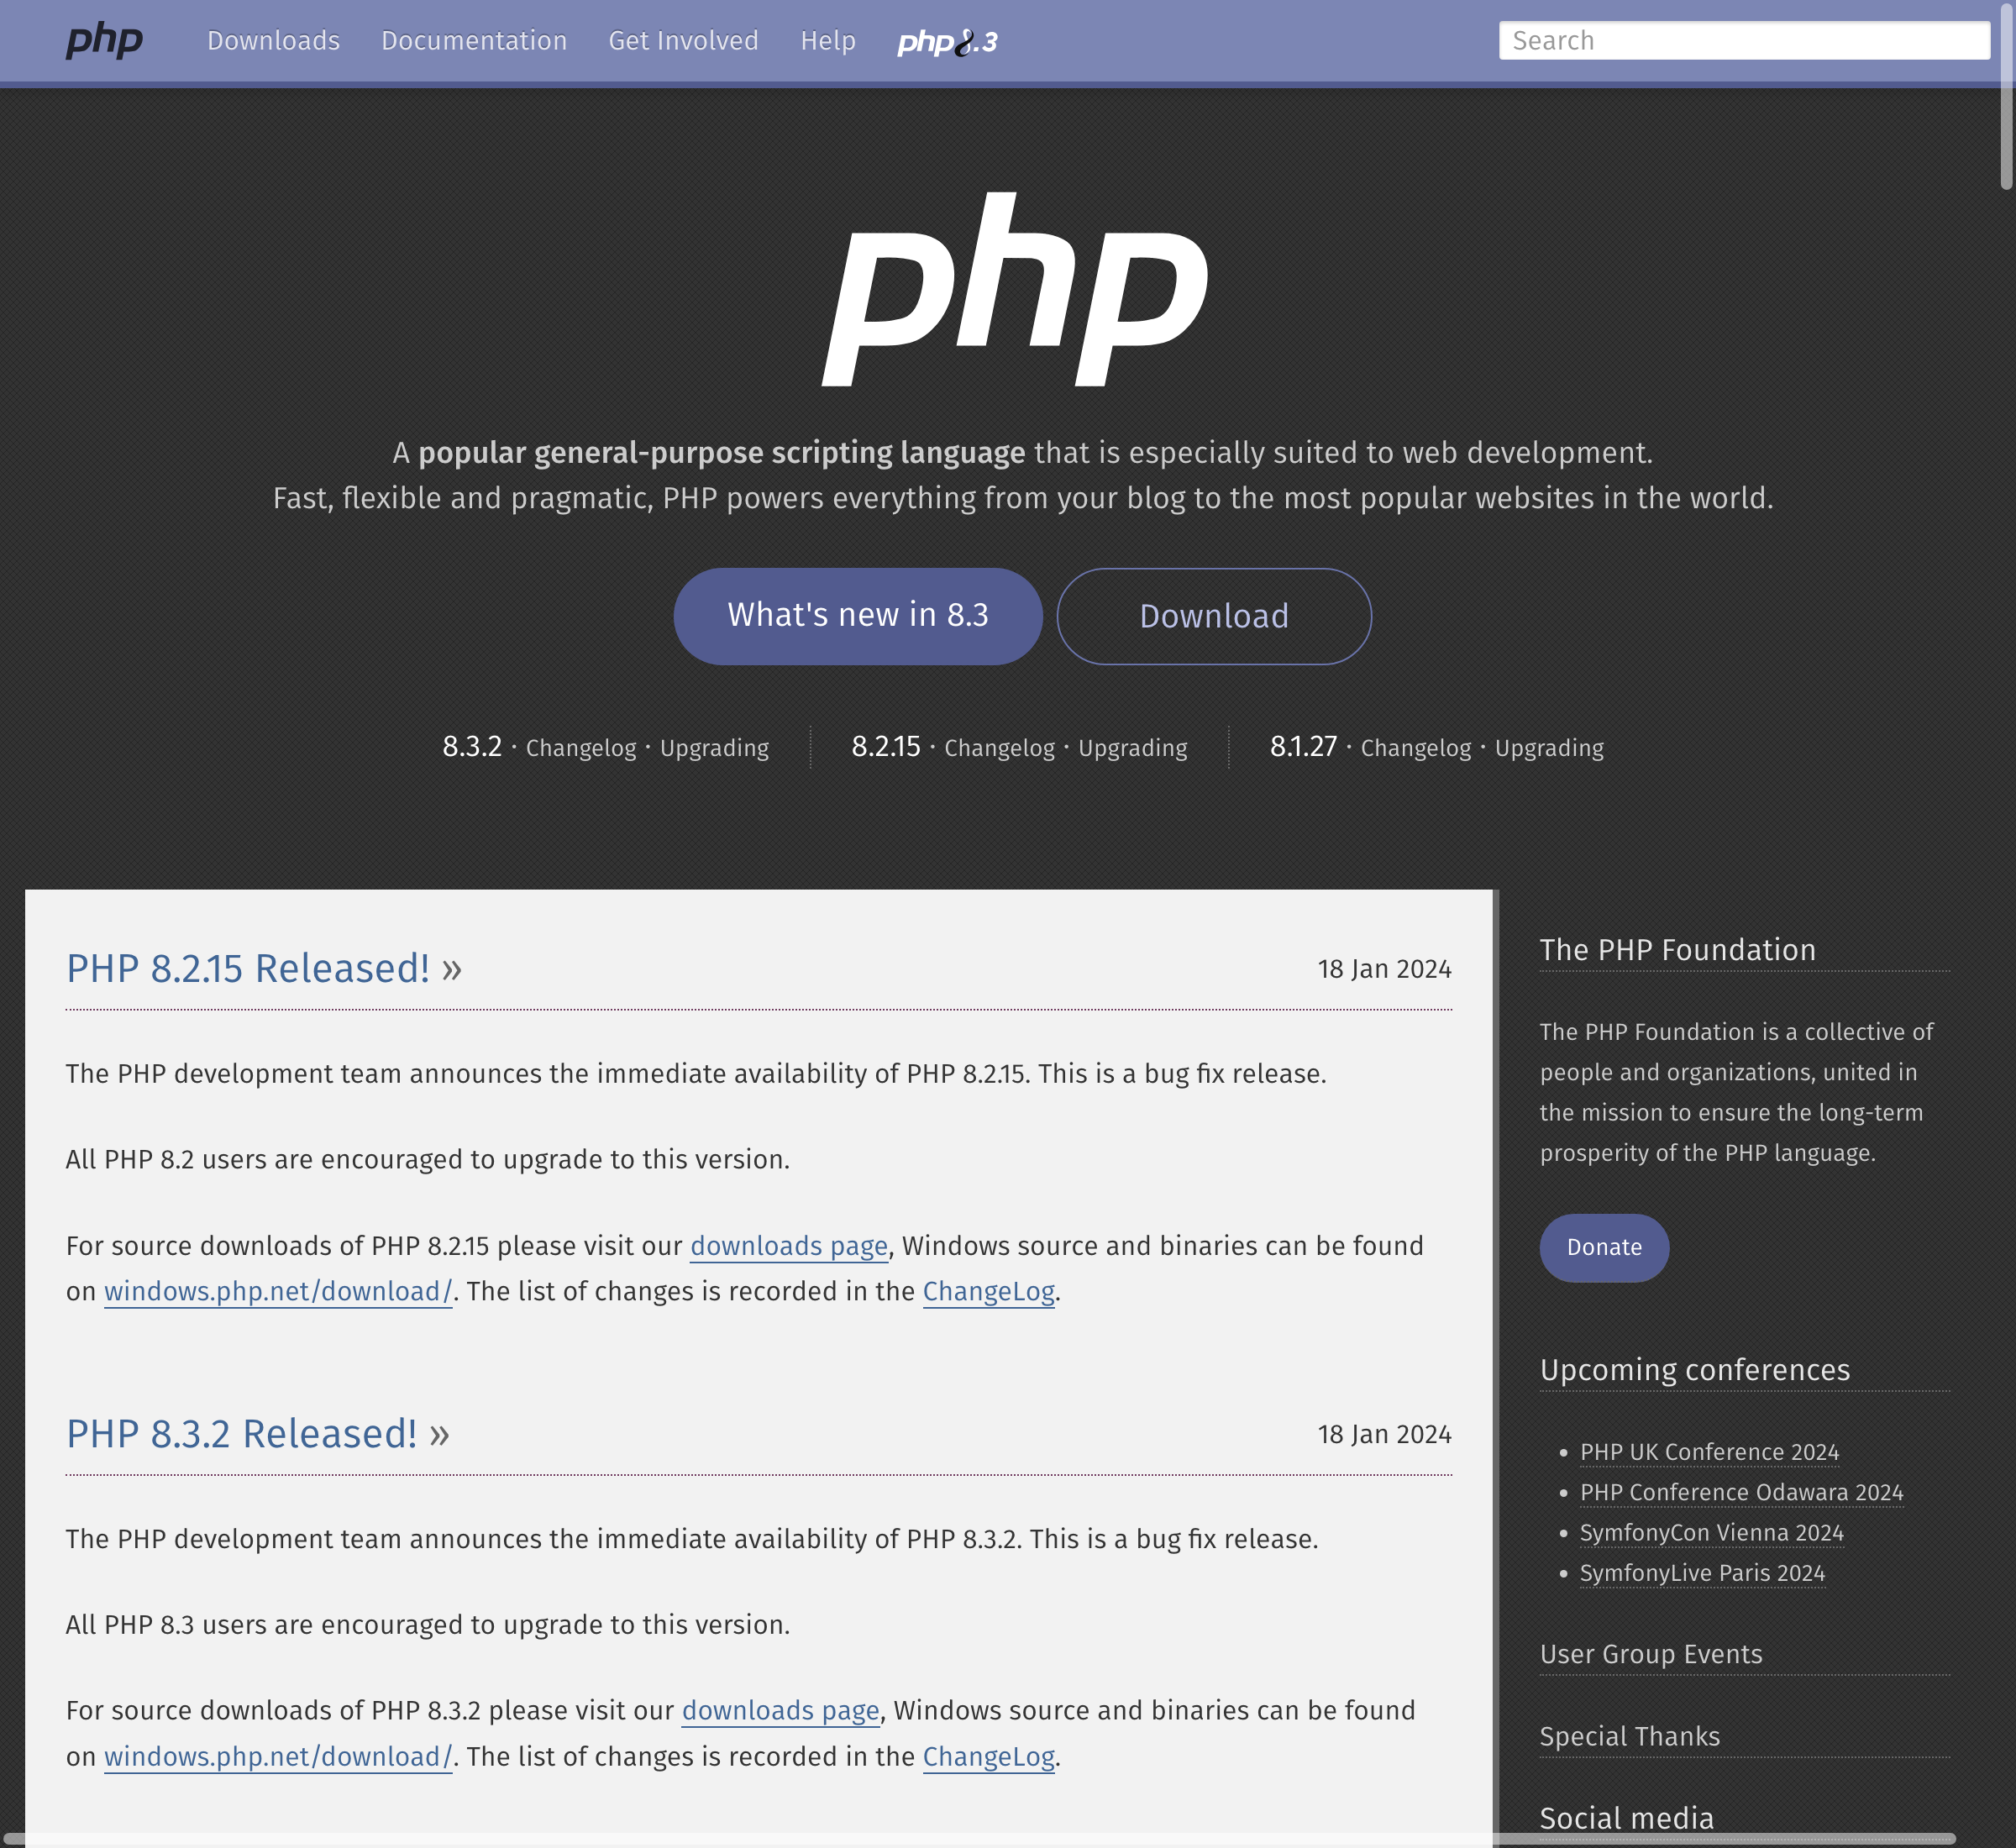 php Downloads Documentation Get Involved Help php8.3 Search
php
A popular general-purpose scripting language that is especially suited to web development.
Fast, flexible and pragmatic, PHP powers everything from your blog to the most popular websites in the world.
What's new in 8.3 Download
8.3.2 · Changelog · Upgrading 8.2.15 · Changelog · Upgrading 8.1.27 · Changelog · Upgrading
PHP 8.2.15 Released! » 18 Jan 2024
The PHP development team announces the immediate availability of PHP 8.2.15. This is a bug fix release.
All PHP 8.2 users are encouraged to upgrade to this version.
For source downloads of PHP 8.2.15 please visit our downloads page, Windows source and binaries can be found
on windows.php.net/download/. The list of changes is recorded in the ChangeLog.
PHP 8.3.2 Released! » 18 Jan 2024
The PHP development team announces the immediate availability of PHP 8.3.2. This is a bug fix release.
All PHP 8.3 users are encouraged to upgrade to this version.
For source downloads of PHP 8.3.2 please visit our downloads page, Windows source and binaries can be found
on windows.php.net/download/. The list of changes is recorded in the ChangeLog.
The PHP Foundation
The PHP Foundation is a collective of
people and organizations, united in
the mission to ensure the long-term
prosperity of the PHP language.
Donate
Upcoming conferences
• PHP UK Conference 2024
• PHP Conference Odawara 2024
• SymfonyCon Vienna 2024
• SymfonyLive Paris 2024
User Group Events
Special Thanks
Social media